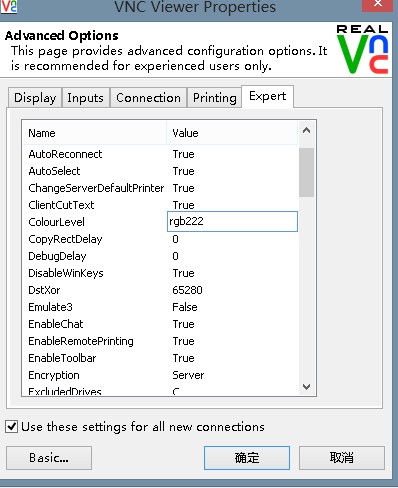 VNC Viewer Properties
Advanced Options
This page provides advanced configuration options. It
is recommended for experienced users only.
REAL
VNC
Display Inputs Connection Printing Expert
Name Value
AutoReconnect True
AutoSelect True
ChangeServerDefaultPrinter True
ClientCutText True
ColourLevel rgb222
CopyRectDelay 0
DebugDelay 0
DisableWinKeys True
DstXor 65280
Emulate3 False
EnableChat True
EnableRemotePrinting True
EnableToolbar True
Encryption Server
ExcludedDrives C
Use these settings for all new connections
Basic... 确定 取消